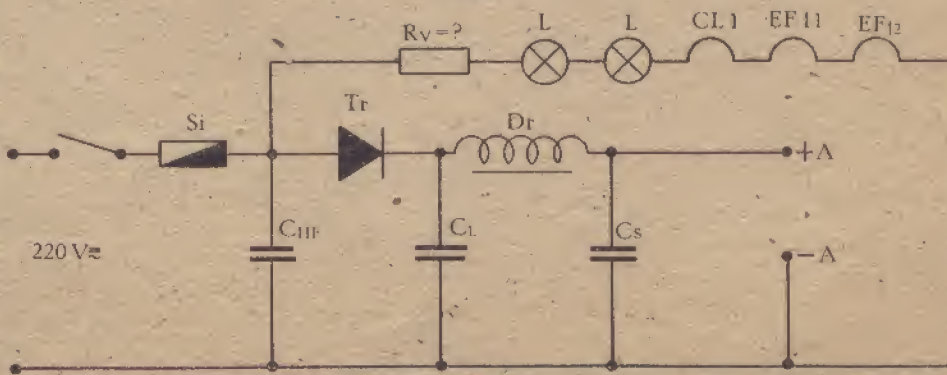 Rv=? L L CL 1 EF 11 EF12
Si Tr Dr +A
220 V≂ CHF CL CS −A